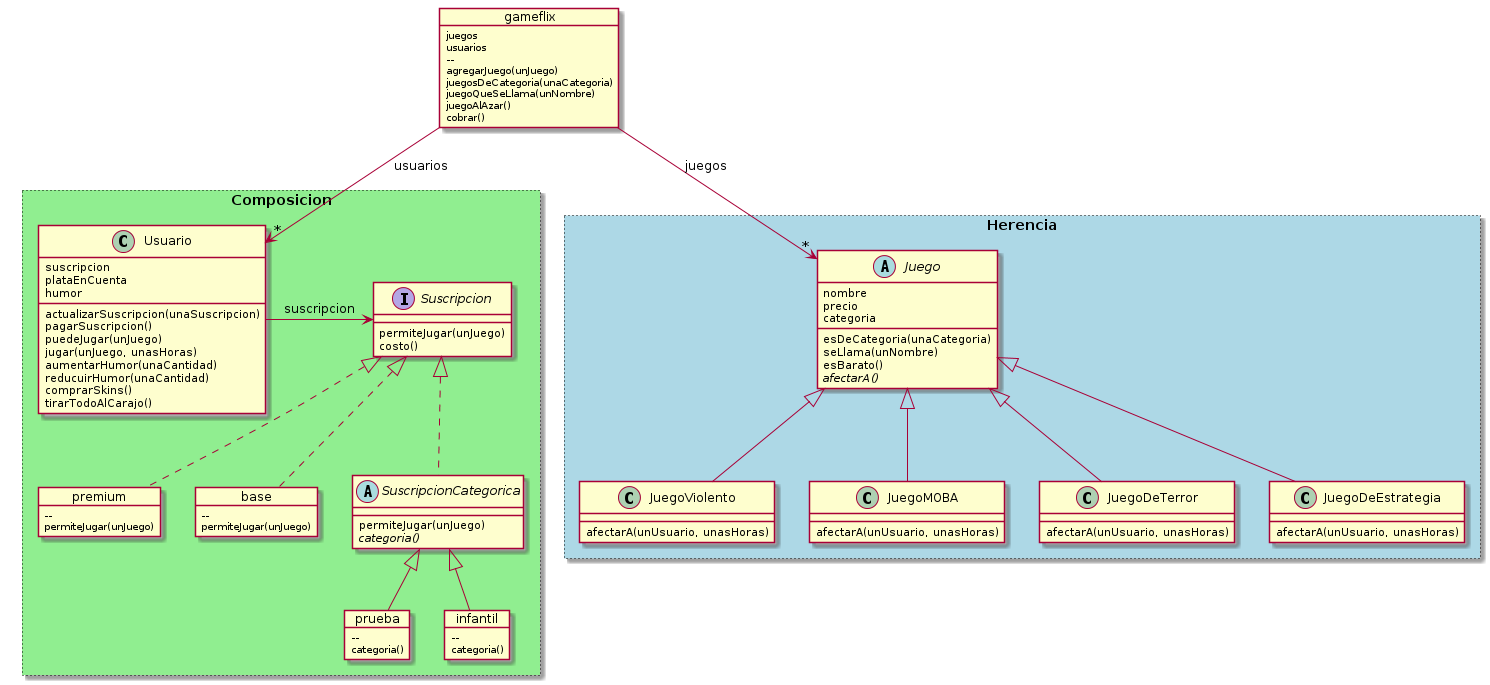 gameflix
juegos
usuarios
--
agregarJuego(unJuego)
juegosDeCategoria(unaCategoria)
juegoQueSeLlama(unNombre)
juegoAlAzar()
cobrar()
usuarios
juegos
Composicion
*
C Usuario
suscripcion
plataEnCuenta
humor
actualizarSuscripcion(unaSuscripcion)
pagarSuscripcion()
puedeJugar(unJuego)
jugar(unJuego, unasHoras)
aumentarHumor(unaCantidad)
reducuirHumor(unaCantidad)
comprarSkins()
tirarTodoAlCarajo()
suscripcion
I Suscripcion
permiteJugar(unJuego)
costo()
premium
--
permiteJugar(unJuego)
base
--
permiteJugar(unJuego)
A SuscripcionCategorica
permiteJugar(unJuego)
categoria()
prueba
--
categoria()
infantil
--
categoria()
Herencia
*
A Juego
nombre
precio
categoria
esDeCategoria(unaCategoria)
seLlama(unNombre)
esBarato()
afectarA()
C JuegoViolento
afectarA(unUsuario, unasHoras)
C JuegoMOBA
afectarA(unUsuario, unasHoras)
C JuegoDeTerror
afectarA(unUsuario, unasHoras)
C JuegoDeEstrategia
afectarA(unUsuario, unasHoras)